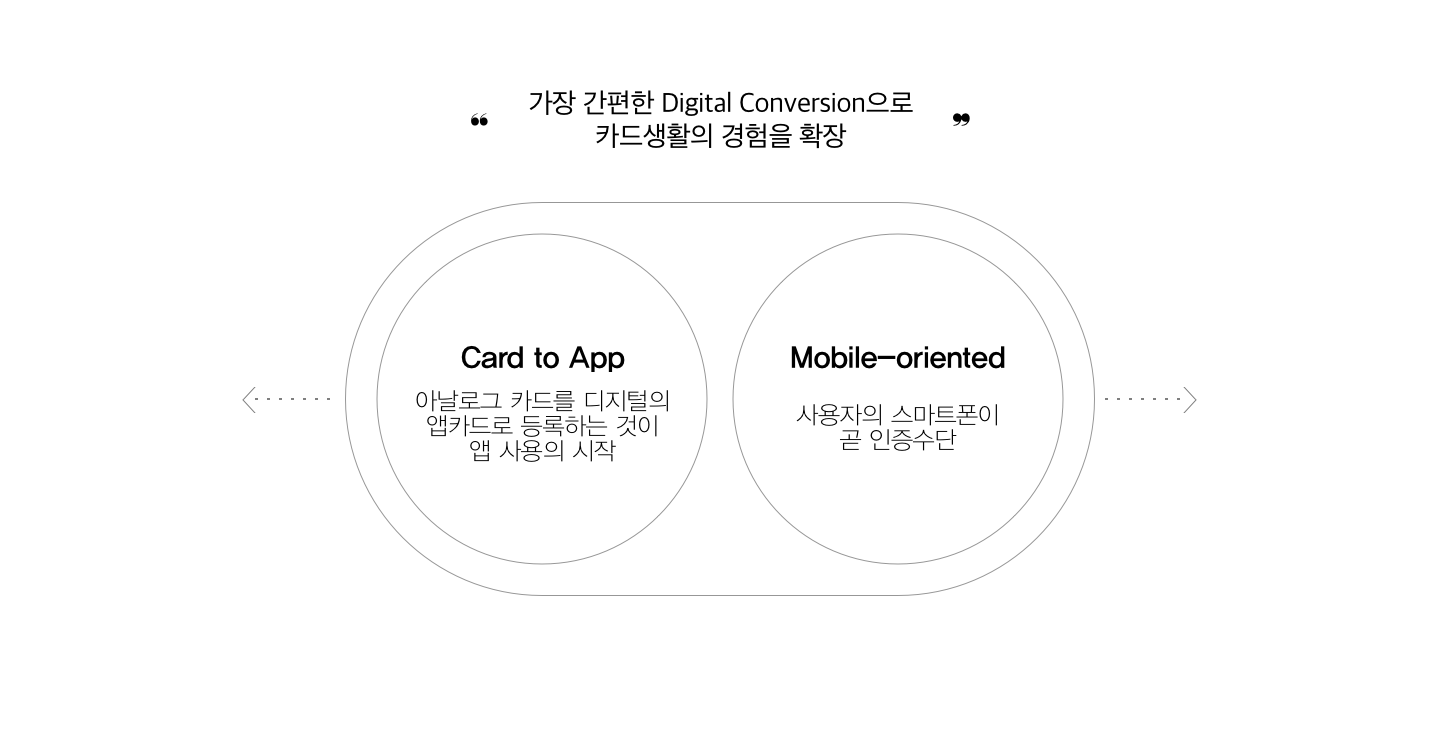 ❝ 가장 간편한 Digital Conversion으로
카드생활의 경험을 확장 ❞
Card to App
아날로그 카드를 디지털의
앱카드로 등록하는 것이
앱 사용의 시작
Mobile-oriented
사용자의 스마트폰이
곧 인증수단